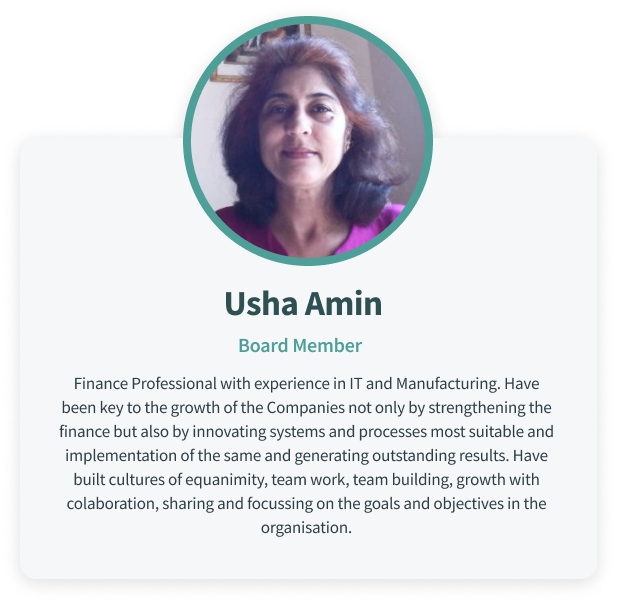 Usha Amin
Board Member
Finance Professional with experience in IT and Manufacturing. Have
been key to the growth of the Companies not only by strengthening the
finance but also by innovating systems and processes most suitable and
implementation of the same and generating outstanding results. Have
built cultures of equanimity, team work, team building, growth with
colaboration, sharing and focussing on the goals and objectives in the
organisation.